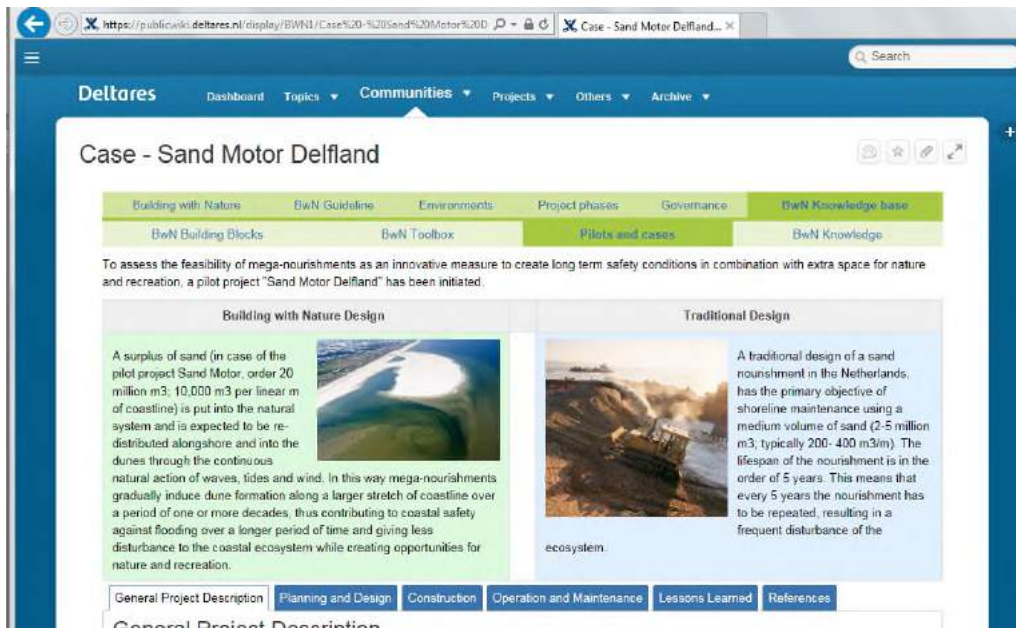 https://publicwiki.deltares.nl/display/BWN1/Case%20-%20Sand%20Motor%20D
Case - Sand Motor Delfland...
Search
Deltares
Dashboard Topics Communities Projects Others Archive
Case - Sand Motor Delfland
Building with Nature BwN Guideline Environments Project phases Governance BwN Knowledge base
BwN Building Blocks BwN Toolbox Pilots and cases BwN Knowledge
To assess the feasibility of mega-nourishments as an innovative measure to create long term safety conditions in combination with extra space for nature
and recreation, a pilot project "Sand Motor Delfland" has been initiated.
Building with Nature Design
A surplus of sand (in case of the
pilot project Sand Motor, order 20
million m3; 10,000 m3 per linear m
of coastline) is put into the natural
system and is expected to be re-
distributed alongshore and into the
dunes through the continuous
natural action of waves, tides and wind. In this way mega-nourishments
gradually induce dune formation along a larger stretch of coastline over
a period of one or more decades, thus contributing to coastal safety
against flooding over a longer period of time and giving less
disturbance to the coastal ecosystem while creating opportunities for
nature and recreation.
Traditional Design
A traditional design of a sand
nourishment in the Netherlands,
has the primary objective of
shoreline maintenance using a
medium volume of sand (2-5 million
m3; typically 200- 400 m3/m). The
lifespan of the nourishment is in the
order of 5 years. This means that
every 5 years the nourishment has
to be repeated, resulting in a
frequent disturbance of the
ecosystem.
General Project Description Planning and Design Construction Operation and Maintenance Lessons Learned References
General Project Description